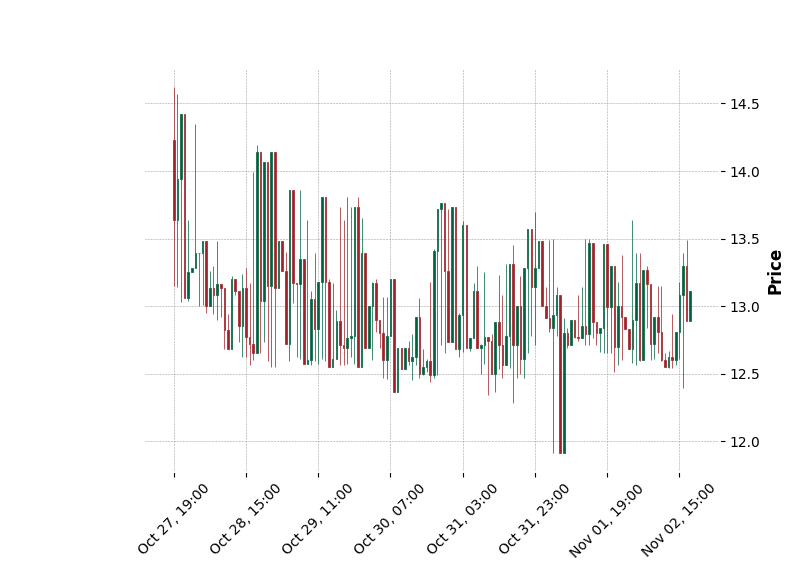 14.5
14.0
13.5
13.0
12.5
12.0
Price
Oct 27, 19:00
Oct 28, 15:00
Oct 29, 11:00
Oct 30, 07:00
Oct 31, 03:00
Oct 31, 23:00
Nov 01, 19:00
Nov 02, 15:00